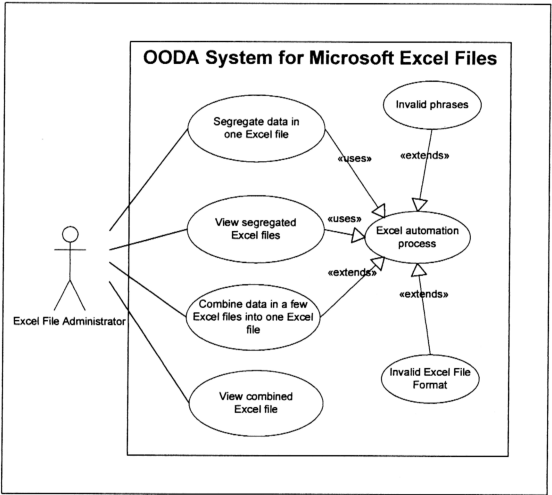 OODA System for Microsoft Excel Files
Segregate data in
one Excel file
Invalid phrases
«uses»
«extends»
View segregated
Excel files
«uses»
Excel automation
process
«extends»
Combine data in a few
Excel files into one Excel
file
«extends»
Excel File Administrator
View combined
Excel file
Invalid Excel File
Format